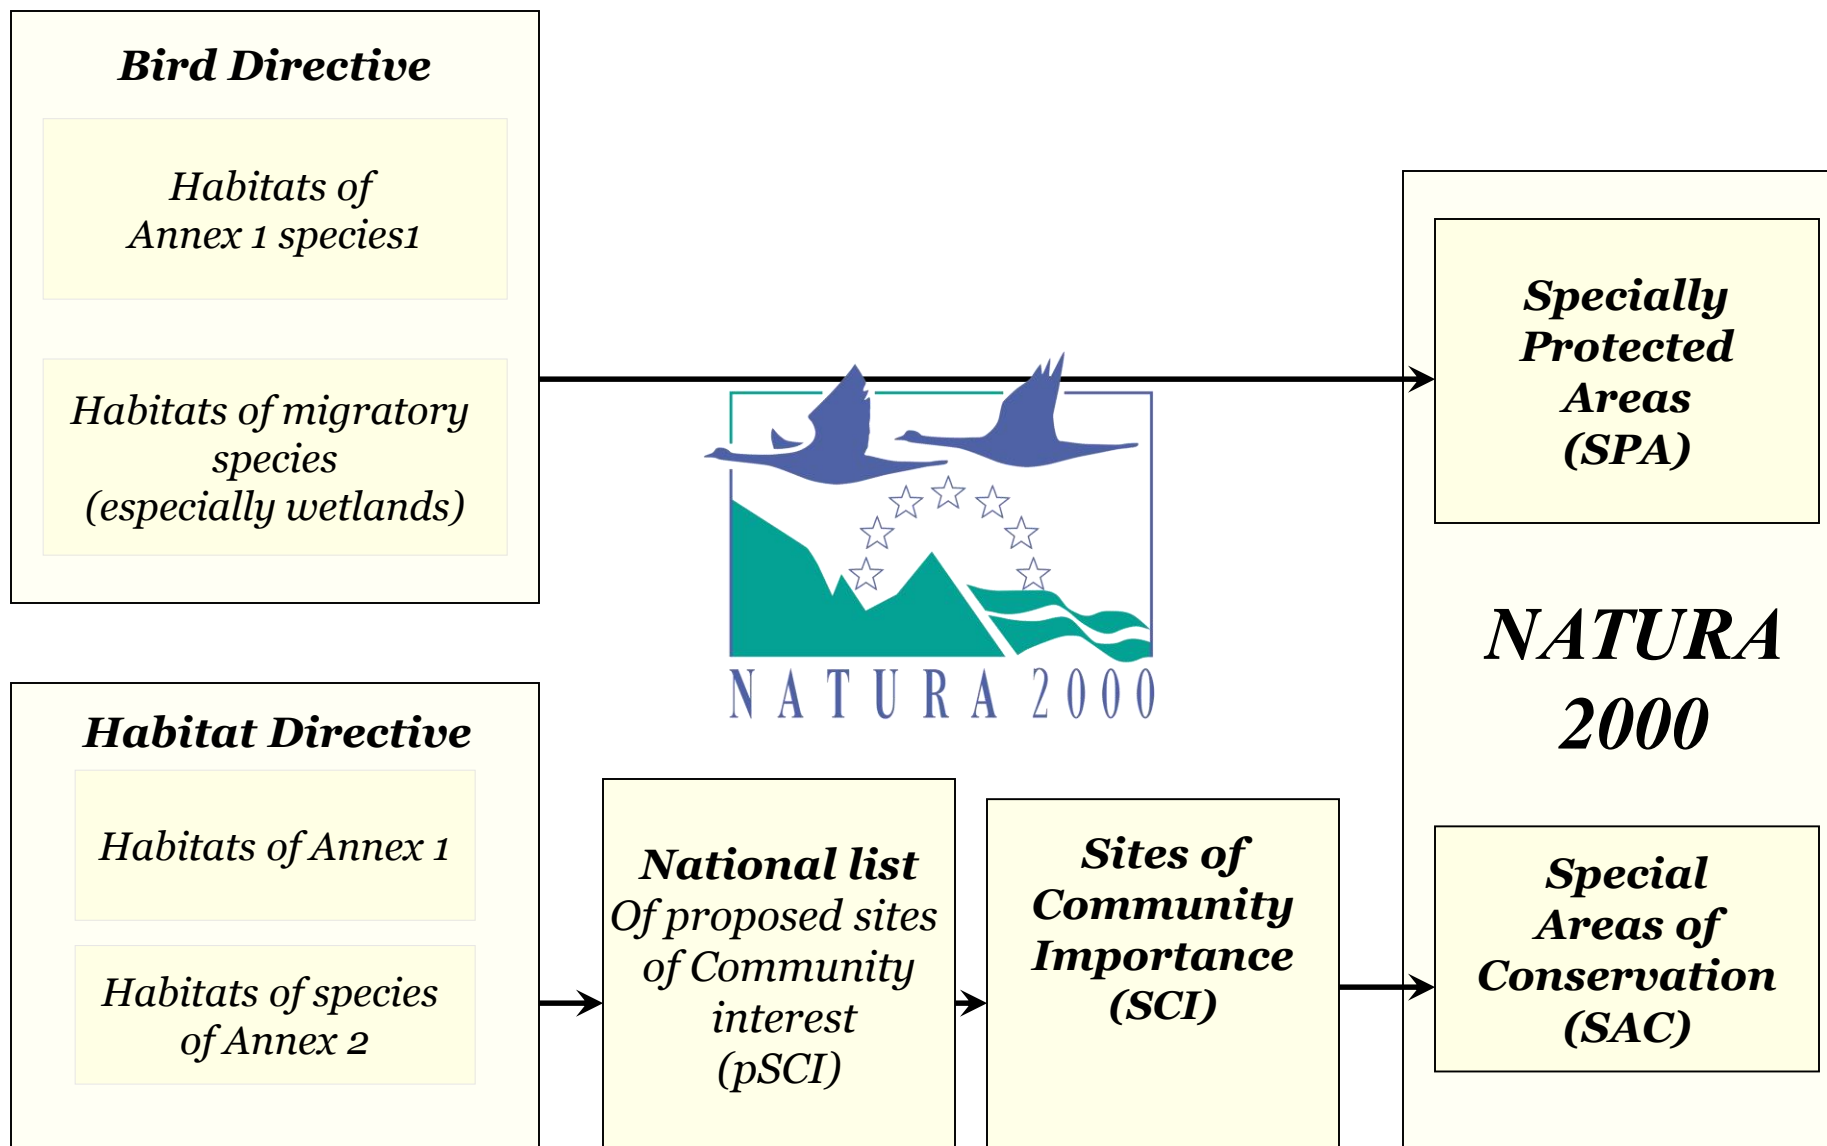 Bird Directive
Habitats of
Annex 1 species1
Habitats of migratory
species
(especially wetlands)
Habitat Directive
Habitats of Annex 1
Habitats of species
of Annex 2
NATURA 2000
National list
Of proposed sites
of Community
interest
(pSCI)
Sites of
Community
Importance
(SCI)
Specially
Protected
Areas
(SPA)
NATURA
2000
Special
Areas of
Conservation
(SAC)